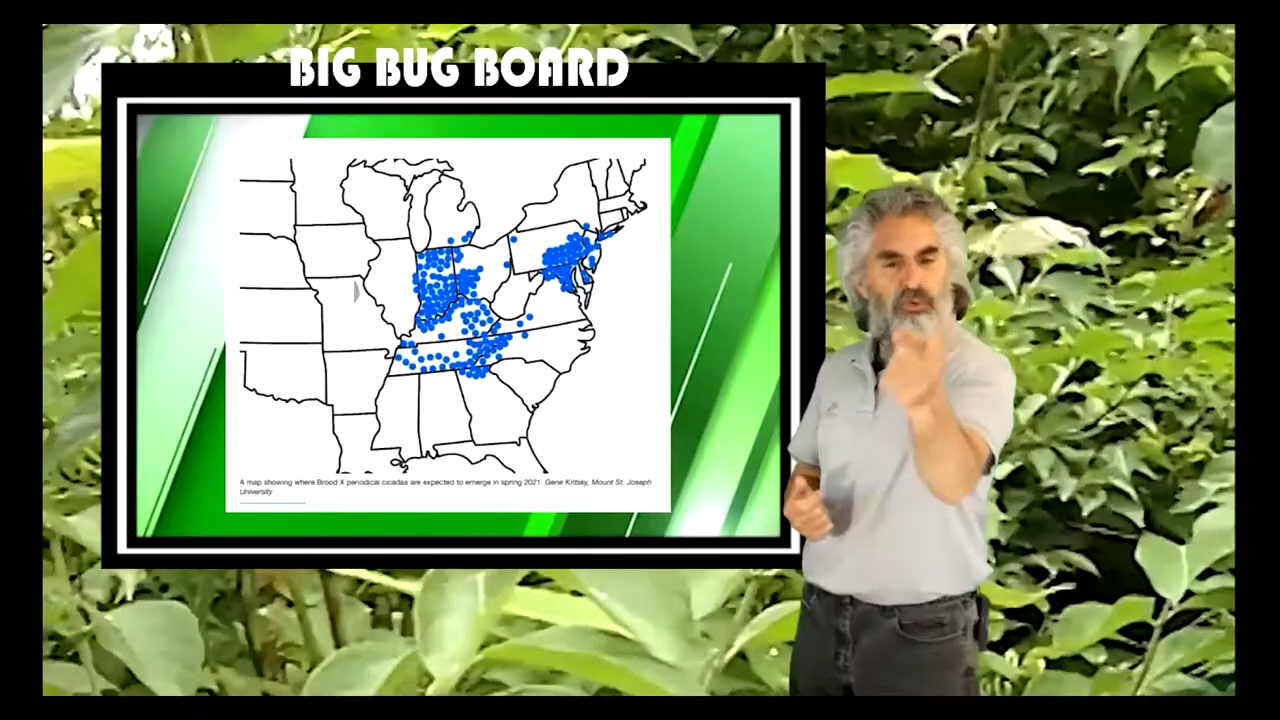 BIG BUG BOARD
A map showing where Brood X periodical cicadas are expected to emerge in spring 2021. Gene Kritsky, Mount St. Joseph
University